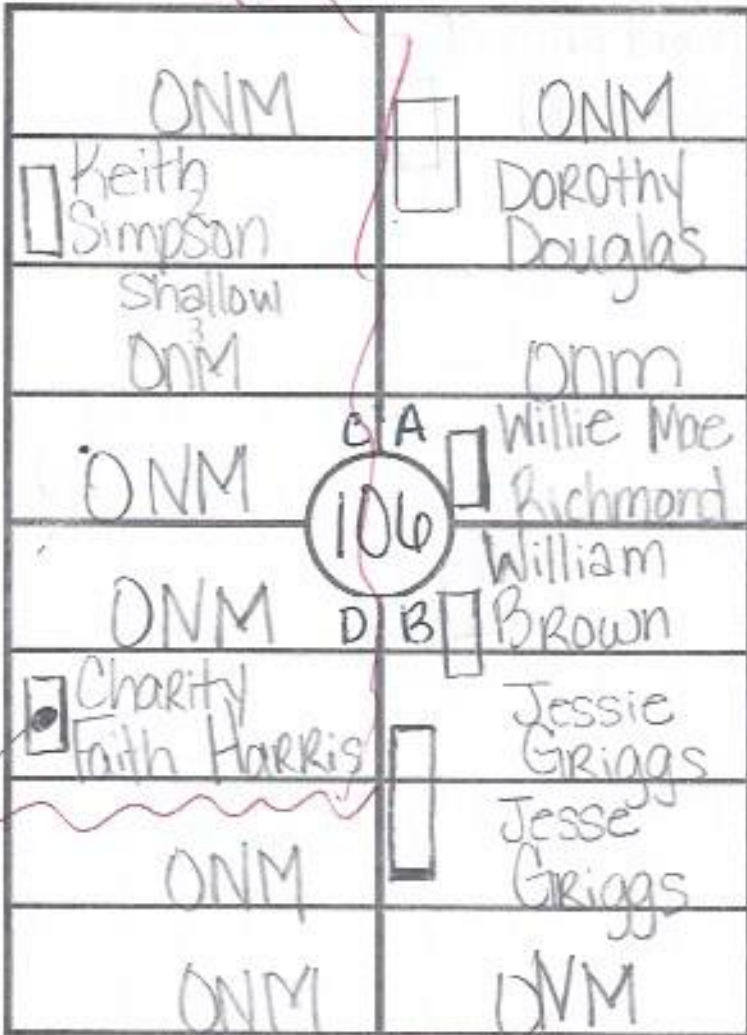 ONM
ONM
Keith
Simpson
DOROthy
Douglas
Shallow
OnM
Onm
ONM
C A
Willie Mae
Richmond
106
ONM
William
D B
BROWN
Charity
Faith HARRIS
Jessie
GRiggs
ONM
Jesse
GRiggs
ONM
ONM